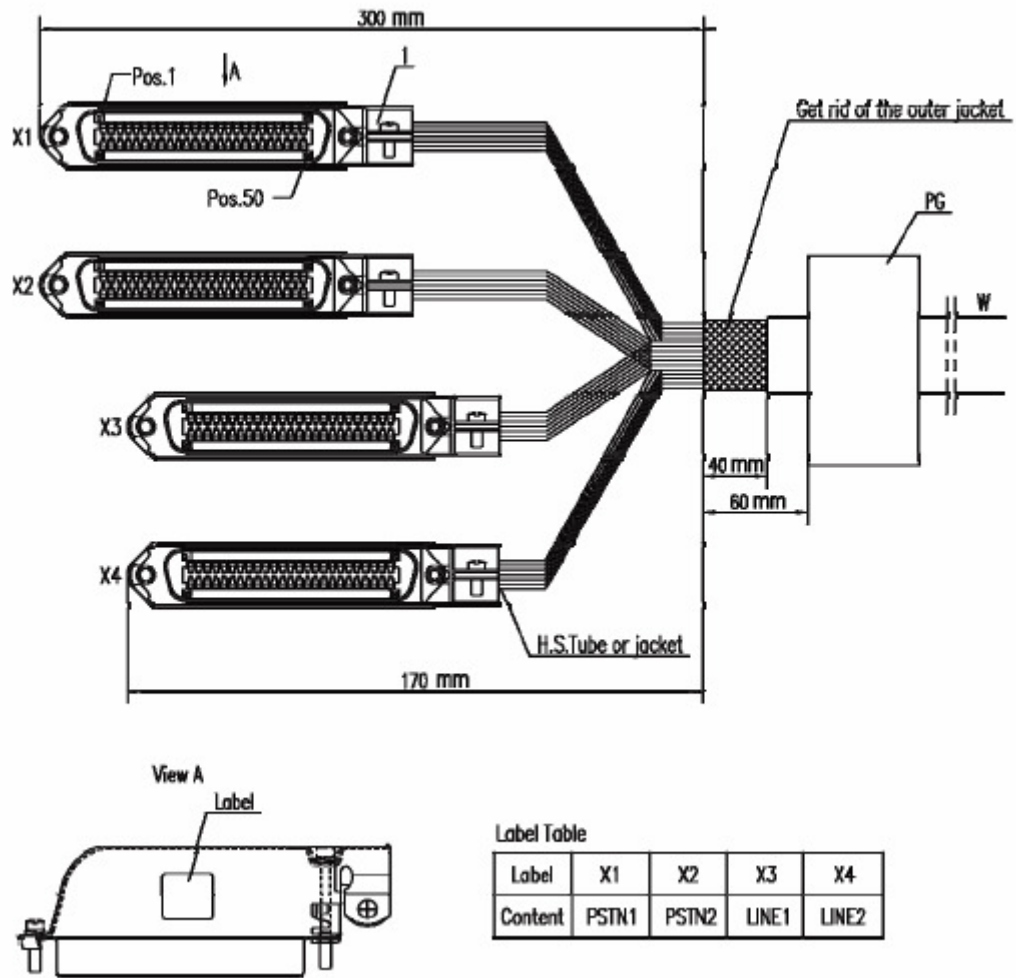 300 mm
Pos.1
A
1
Get rid of the outer jacket
X1
Pos.50
PG
X2
W
X3
40 mm
60 mm
X4
H.S.Tube or jacket
170 mm
View A
Label
Label Table
Label X1 X2 X3 X4
Content PSTN1 PSTN2 LINE1 LINE2